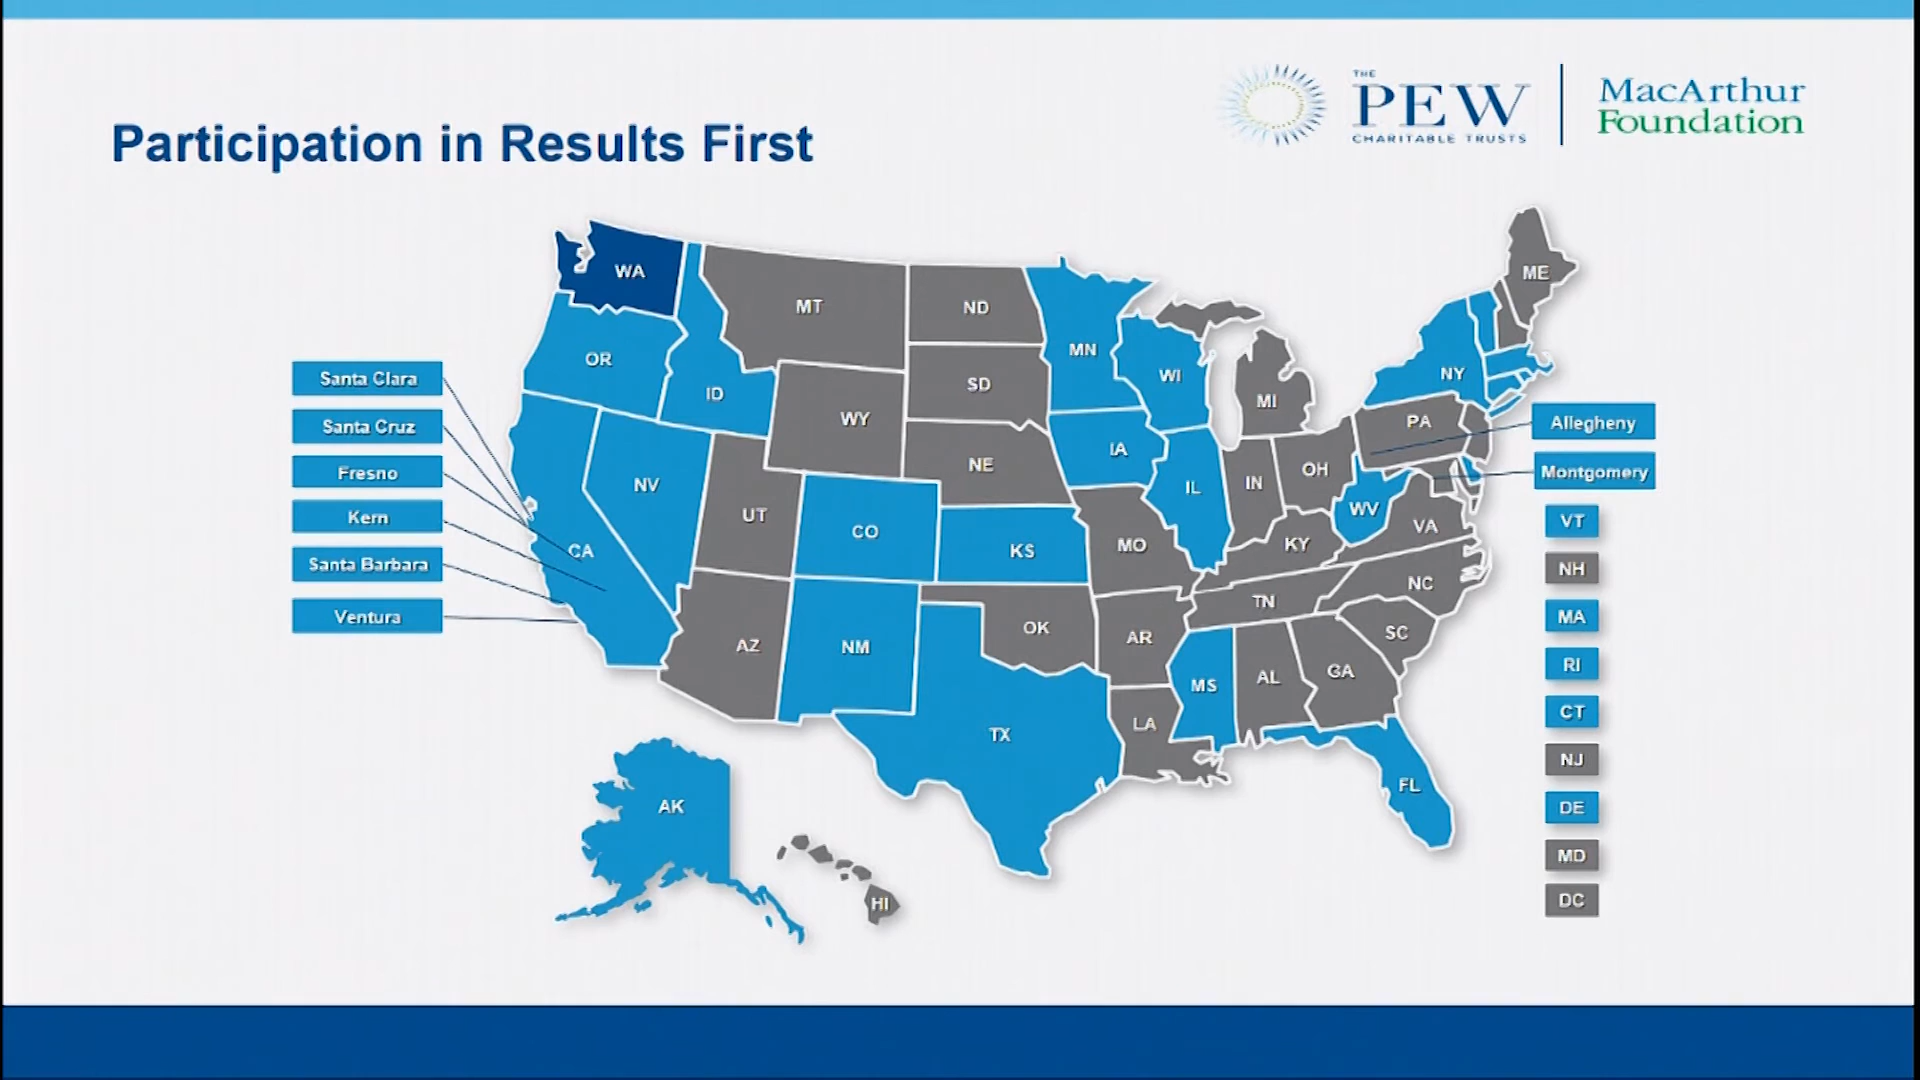 THE
PEW
CHARITABLE TRUSTS
MacArthur
Foundation
Participation in Results First
WA
MT
ND
MN
ME
OR
ID
SD
WI
NY
MI
WY
PA
Santa Clara
Santa Cruz
Fresno
Kern
Santa Barbara
Ventura
NV
UT
CO
NE
IA
IL
IN
OH
WV
VA
CA
KS
MO
KY
NC
TN
SC
AZ
NM
OK
AR
MS
AL
GA
TX
LA
FL
AK
HI
Allegheny
Montgomery
VT
NH
MA
RI
CT
NJ
DE
MD
DC